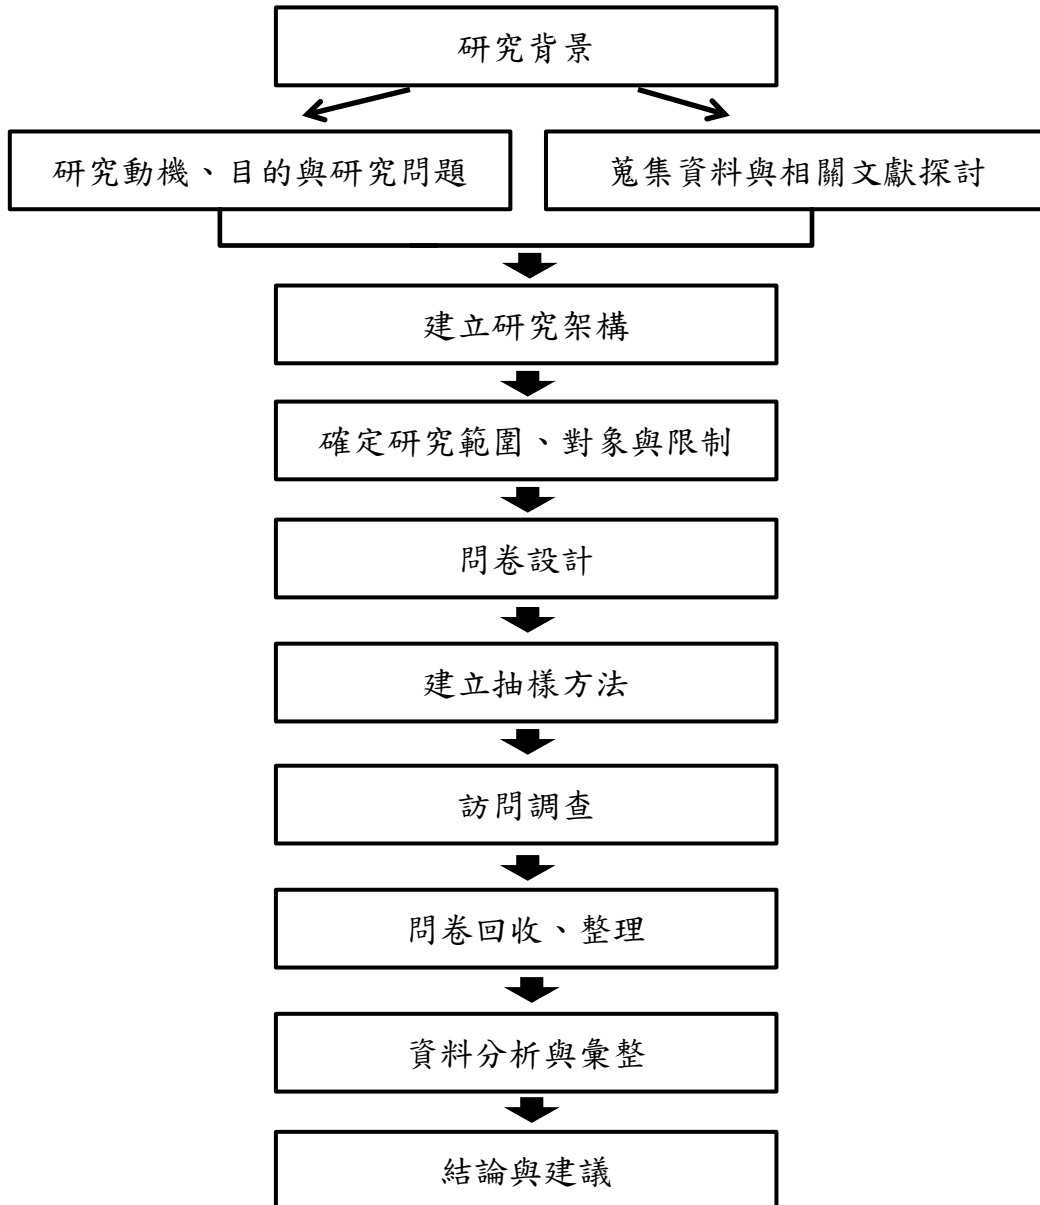 研究背景
研究動機、目的與研究問題
蒐集資料與相關文獻探討
建立研究架構
確定研究範圍、對象與限制
問卷設計
建立抽樣方法
訪問調查
問卷回收、整理
資料分析與彙整
結論與建議